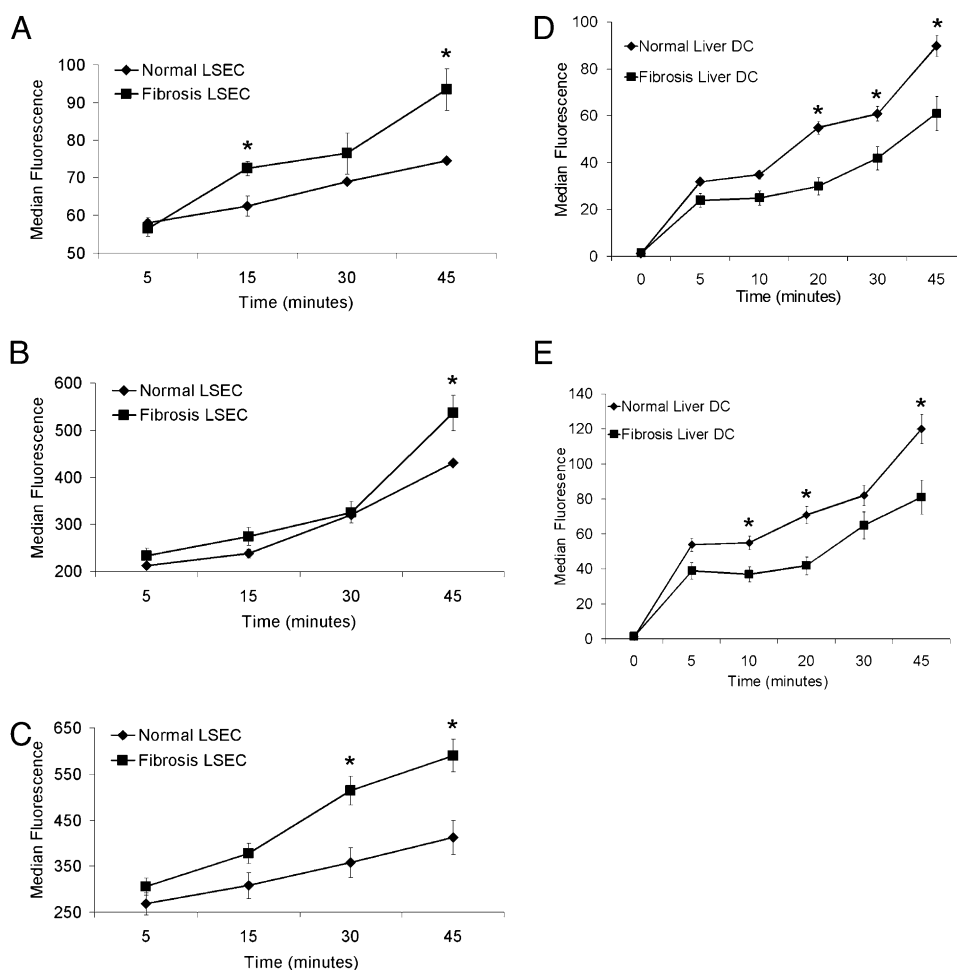 A
Normal LSEC
Fibrosis LSEC
Median Fluorescence
100
90
80
70
60
50
*
*
5 15 30 45
Time (minutes)
B
Normal LSEC
Fibrosis LSEC
Median Fluorescence
600
500
400
300
200
*
5 15 30 45
Time (minutes)
C
Normal LSEC
Fibrosis LSEC
Median Fluorescence
650
550
450
350
250
*
*
5 15 30 45
Time (minutes)
D
Normal Liver DC
Fibrosis Liver DC
Median Fluorescence
100
80
60
40
20
0
*
*
*
0 5 10 20 30 45
Time (minutes)
E
Normal Liver DC
Fibrosis Liver DC
Median Fluoresence
140
120
100
80
60
40
20
0
*
*
*
0 5 10 20 30 45
Time (minutes)